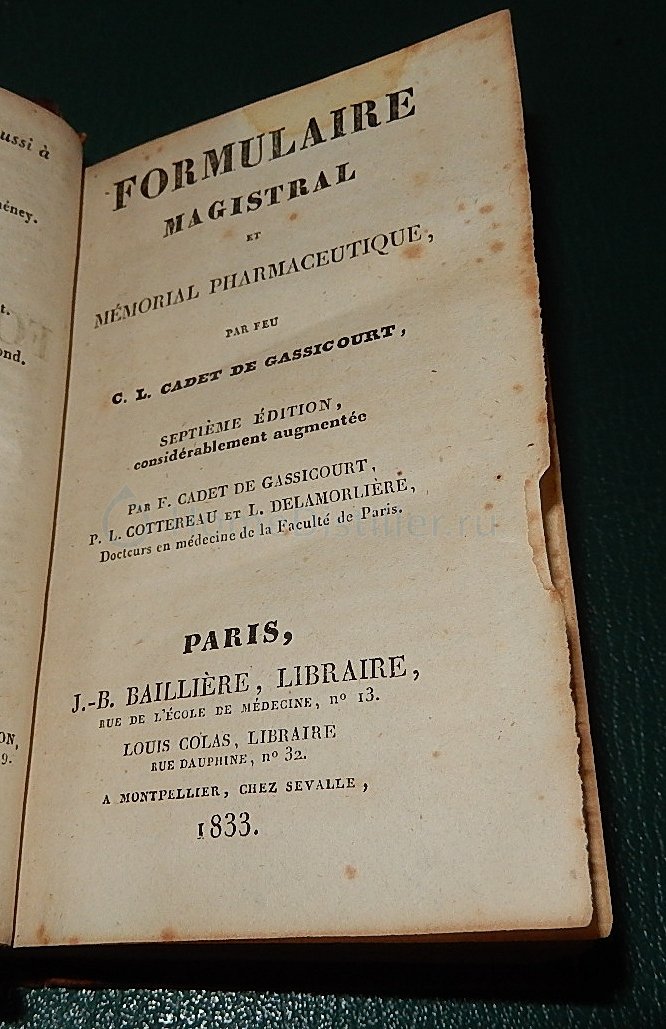 ussi à
méney.
t.
ond.
ON,
9.
FORMULAIRE
MAGISTRAL
ET
MÉMORIAL PHARMACEUTIQUE,
PAR FEU
C. L. CADET DE GASSICOURT,
SEPTIÈME ÉDITION,
considérablement augmentée
PAR F. CADET DE GASSICOURT,
P. L. COTTEREAU ET L. DELAMORLIÈRE,
Docteurs en médecine de la Faculté de Paris.
PARIS,
J.-B. BAILLIÈRE, LIBRAIRE,
RUE DE L'ÉCOLE DE MÉDECINE, nº 13.
LOUIS COLAS, LIBRAIRE
RUE DAUPHINE, nº 32.
A MONTPELLIER, CHEZ SEVALLE,
1833.